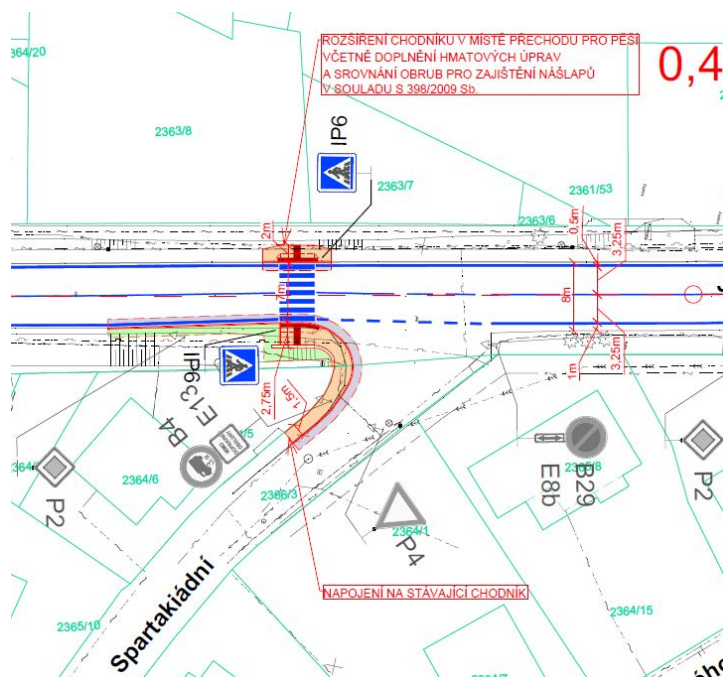 ROZŠÍŘENÍ CHODNÍKU V MÍSTĚ PŘECHODU PRO PĚŠÍ
VČETNĚ DOPLNĚNÍ HMATOVÝCH ÚPRAV
A SROVNÁNÍ OBRUB PRO ZAJIŠTĚNÍ NÁŠLAPŮ
V SOULADU S 398/2009 Sb.
0,4
2364/20
2363/8
IP6
2363/7
2361/53
2363/6
2m
0,5m
3,25m
7m
8m
IP6
2,75m
1,5m
1m
3,25m
E13
B4
P2
2364/6
2366/3
P4
2364/1
E8b
B29
P2
NAPOJENÍ NA STÁVAJÍCÍ CHODNÍK
Spartakiádní
2365/10
2364/15